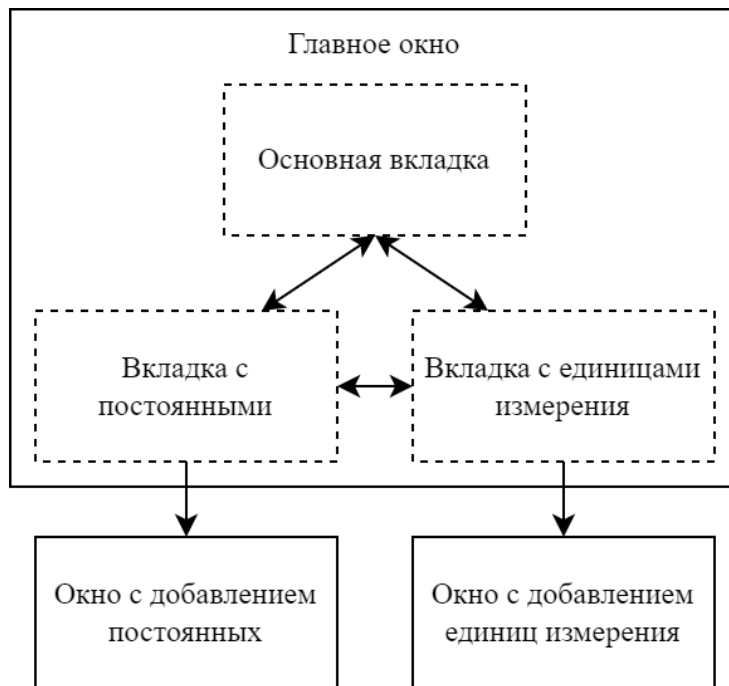 Главное окно
Основная вкладка
Вкладка с
постоянными
Вкладка с единицами
измерения
Окно с добавлением
постоянных
Окно с добавлением
единиц измерения